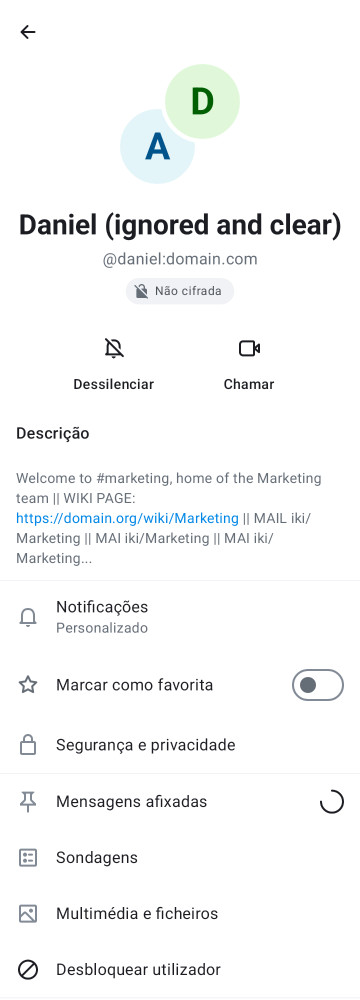 D
A
Daniel (ignored and clear)
@daniel:domain.com
Não cifrada
Dessilenciar
Chamar
Descrição
Welcome to #marketing, home of the Marketing
team || WIKI PAGE:
https://domain.org/wiki/Marketing || MAIL iki/
Marketing || MAI iki/Marketing || MAI iki/
Marketing...
Notificações
Personalizado
Marcar como favorita
Segurança e privacidade
Mensagens afixadas
Sondagens
Multimédia e ficheiros
Desbloquear utilizador